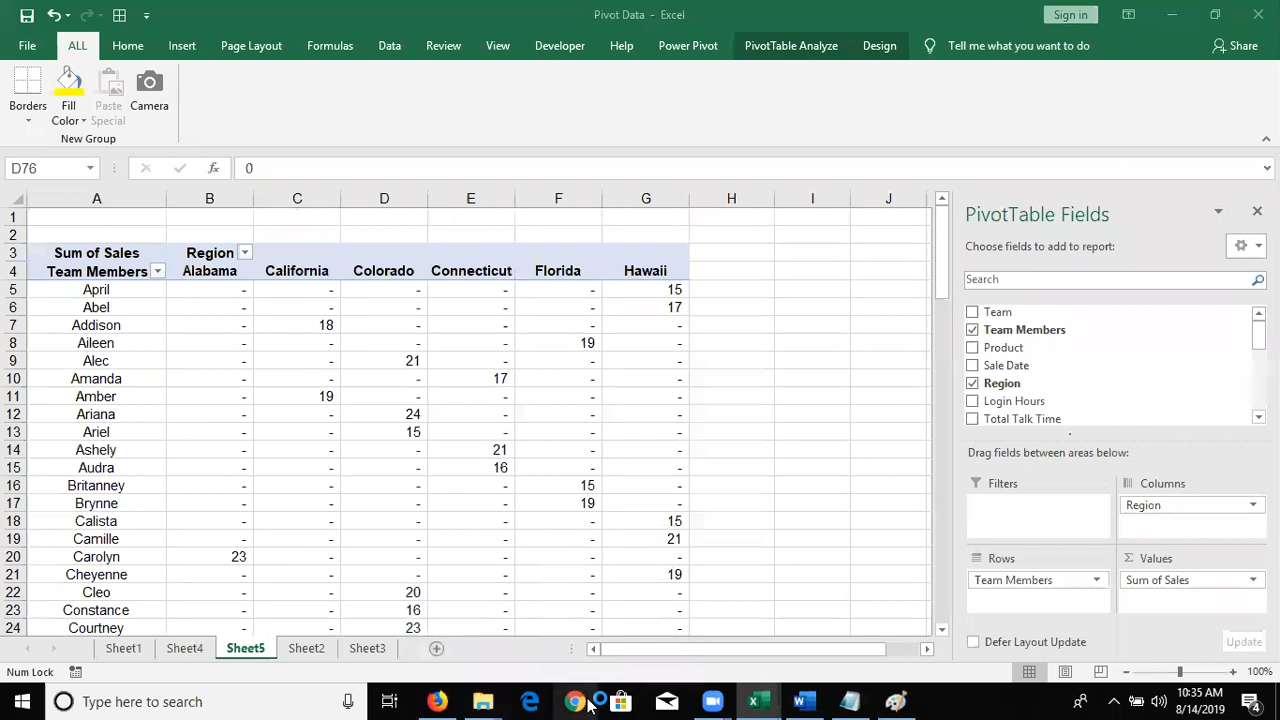 Pivot Data - Excel
Sign in
File ALL Home Insert Page Layout Formulas Data Review View Developer Help Power Pivot PivotTable Analyze Design Tell me what you want to do Share
Borders Fill Color Paste Special Camera
New Group
D76 fx 0
A B C D E F G H I J
1
2
3 Sum of Sales Region
4 Team Members Alabama California Colorado Connecticut Florida Hawaii
5 April - - - - - 15
6 Abel - - - - - 17
7 Addison - 18 - - - -
8 Aileen - - - - 19 -
9 Alec - - 21 - - -
10 Amanda - - - 17 - -
11 Amber - 19 - - - -
12 Ariana - - 24 - - -
13 Ariel - - 15 - - -
14 Ashely - - - 21 - -
15 Audra - - - 16 - -
16 Britanney - - - - 15 -
17 Brynne - - - - 19 -
18 Calista - - - - - 15
19 Camille - - - - - 21
20 Carolyn 23 - - - - -
21 Cheyenne - - - - - 19
22 Cleo - - 20 - - -
23 Constance - - 16 - - -
24 Courtney - - 23 - - -
PivotTable Fields
Choose fields to add to report:
Search
Team
Team Members
Product
Sale Date
Region
Login Hours
Total Talk Time
Drag fields between areas below:
Filters Columns
Region
Rows Σ Values
Team Members Sum of Sales
Defer Layout Update Update
Sheet1 Sheet4 Sheet5 Sheet2 Sheet3
Num Lock 100%
Type here to search
10:35 AM
8/14/2019
4